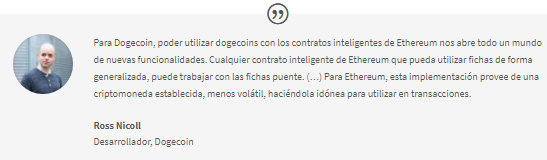 Para Dogecoin, poder utilizar dogecoins con los contratos inteligentes de Ethereum nos abre todo un mundo
de nuevas funcionalidades. Cualquier contrato inteligente de Ethereum que pueda utilizar fichas de forma
generalizada, puede trabajar con las fichas puente. (…) Para Ethereum, esta implementación provee de una
criptomoneda establecida, menos volátil, haciéndola idónea para utilizar en transacciones.
Ross Nicoll
Desarrollador, Dogecoin